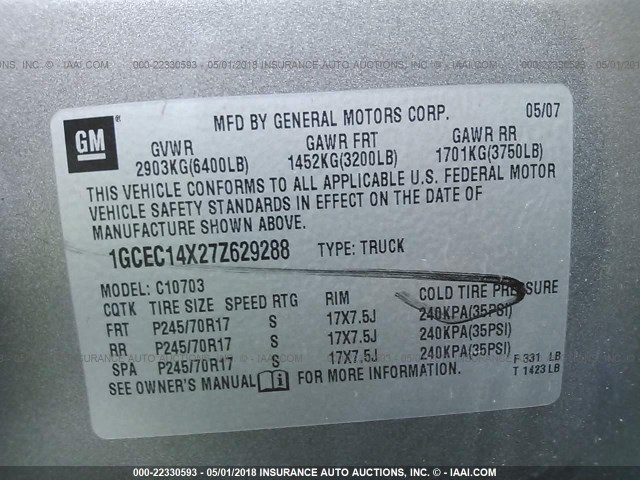 000-22330593 - 05/01/2018 INSURANCE AUTO AUCTIONS, INC. - IAAI.COM
MFD BY GENERAL MOTORS CORP. 05/07
GM
GVWR GAWR FRT GAWR RR
2903KG(6400LB) 1452KG(3200LB) 1701KG(3750LB)
THIS VEHICLE CONFORMS TO ALL APPLICABLE U.S. FEDERAL MOTOR
VEHICLE SAFETY STANDARDS IN EFFECT ON THE DATE OF
MANUFACTURE SHOWN ABOVE.
1GCEC14X27Z629288 TYPE: TRUCK
MODEL: C10703
CQTK TIRE SIZE SPEED RTG RIM COLD TIRE PRESSURE
FRT P245/70R17 S 17X7.5J 240KPA(35PSI)
RR P245/70R17 S 17X7.5J 240KPA(35PSI)
SPA P245/70R17 S 17X7.5J 240KPA(35PSI)
F 331 LB
T 1423 LB
SEE OWNER'S MANUAL i FOR MORE INFORMATION.
000-22330593 - 05/01/2018 INSURANCE AUTO AUCTIONS, INC. - IAAI.COM